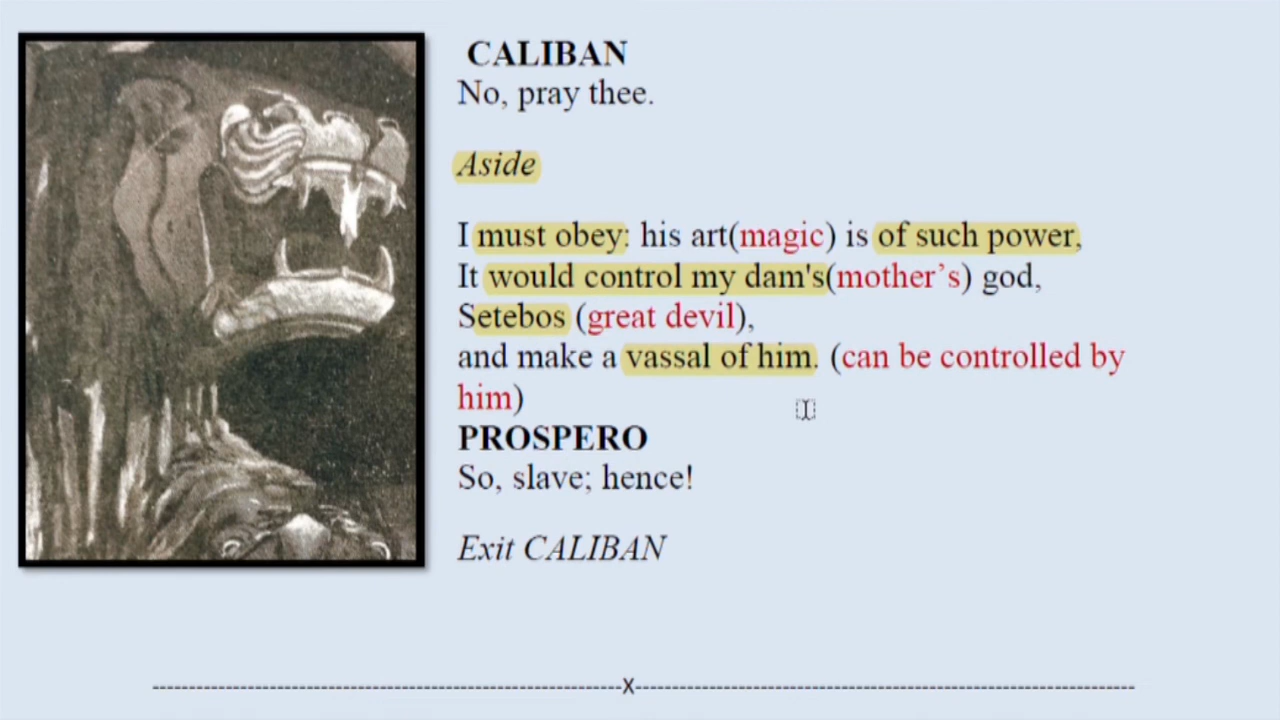 CALIBAN
No, pray thee.
Aside
I must obey: his art(magic) is of such power,
It would control my dam's(mother’s) god,
Setebos (great devil),
and make a vassal of him. (can be controlled by
him)
PROSPERO
So, slave; hence!
Exit CALIBAN
-----------------------------------------------------------------X----------------------------------------------------------------------